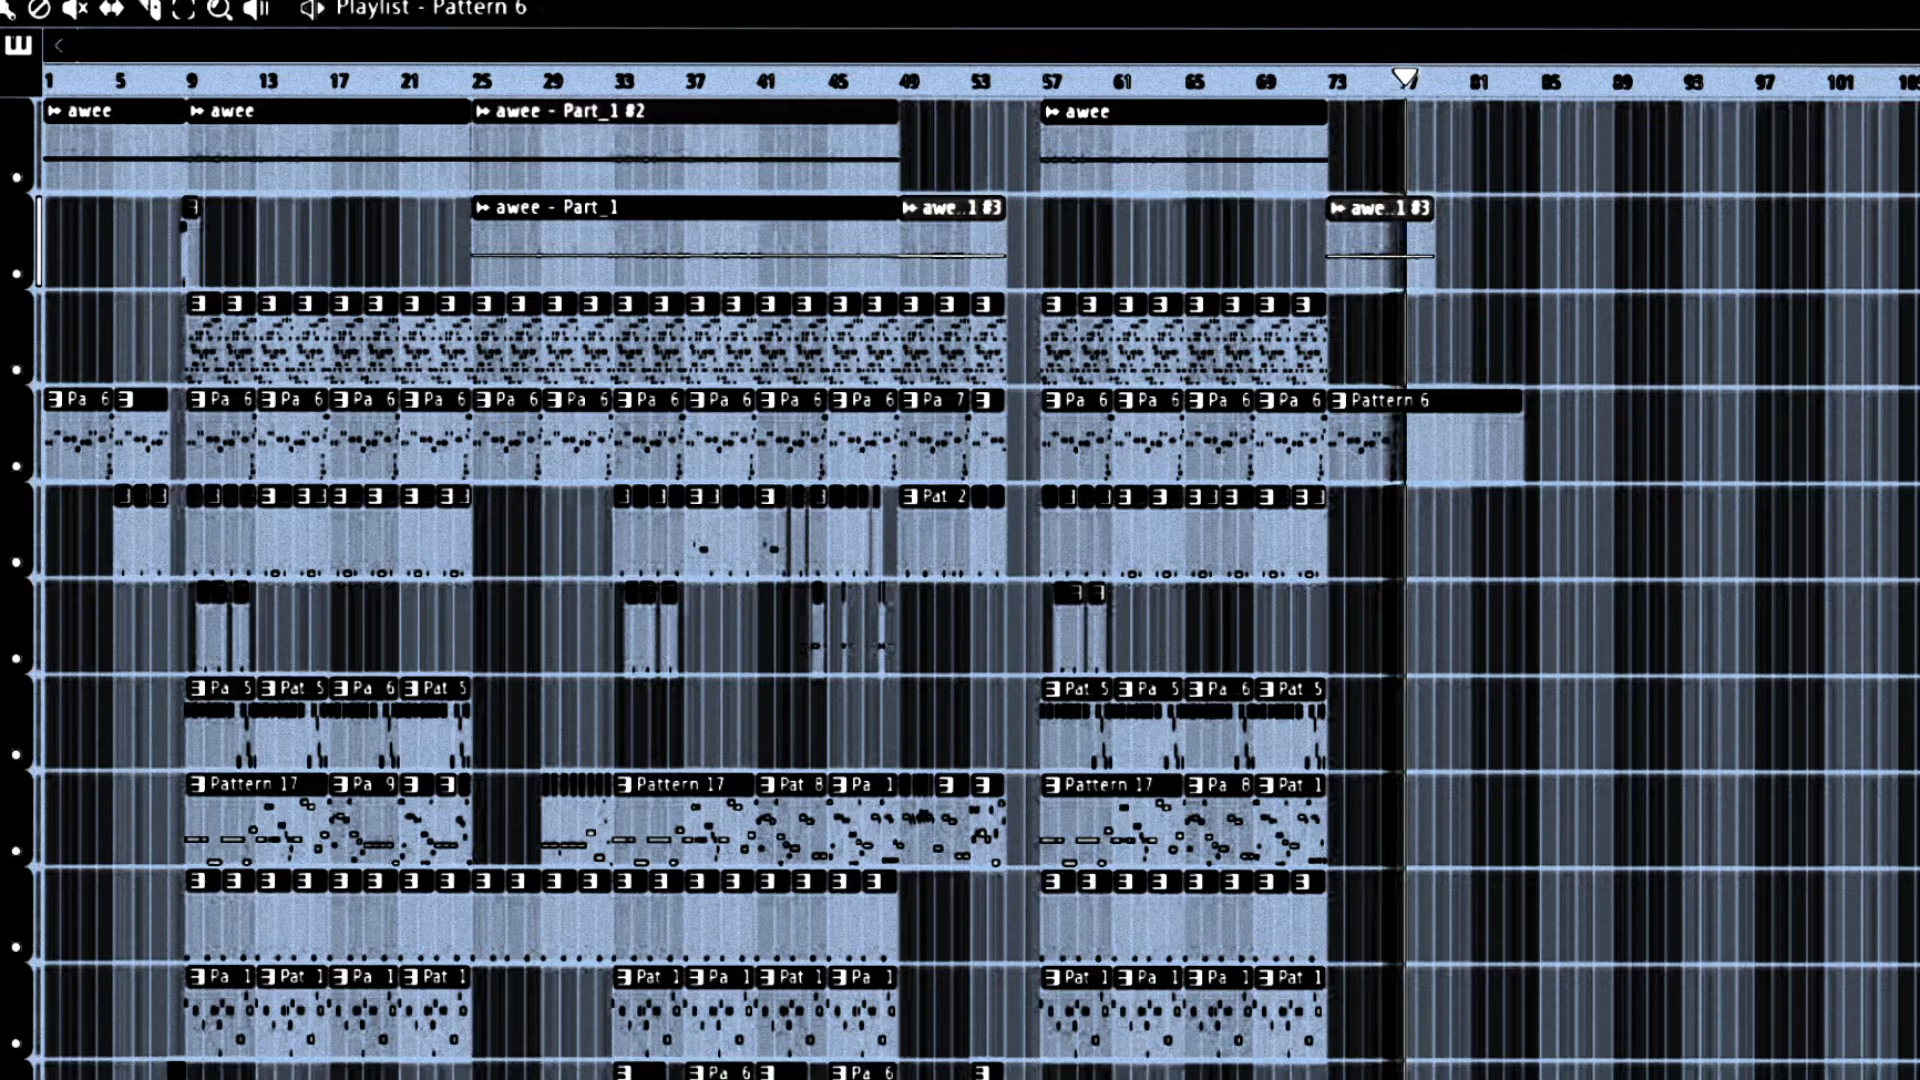 Playlist - Pattern 6
1 5 9 13 17 21 25 29 33 37 41 45 49 53 57 61 65 69 73 81 85 89 93 97 101
awee awee awee - Part_1 #2 awee
awee - Part_1 awe..1 #3 awe..1 #3
Pa 6 Pa 6 Pa 6 Pa 6 Pa 6 Pa 6 Pa 6 Pa 6 Pa 6 Pa 6 Pa 6 Pa 7 Pa 6 Pa 6 Pa 6 Pa 6 Pattern 6
Pat 2
Pa 5 Pat 5 Pa 6 Pat 5 Pat 5 Pa 5 Pa 6 Pat 5
Pattern 17 Pa 9 Pattern 17 Pat 8 Pa 1 Pattern 17 Pa 8 Pat 1
Pa 1 Pat 1 Pa 1 Pat 1 Pat 1 Pa 1 Pat 1 Pa 1 Pat 1 Pa 1 Pa 1 Pat 1
Pa 6 Pa 6